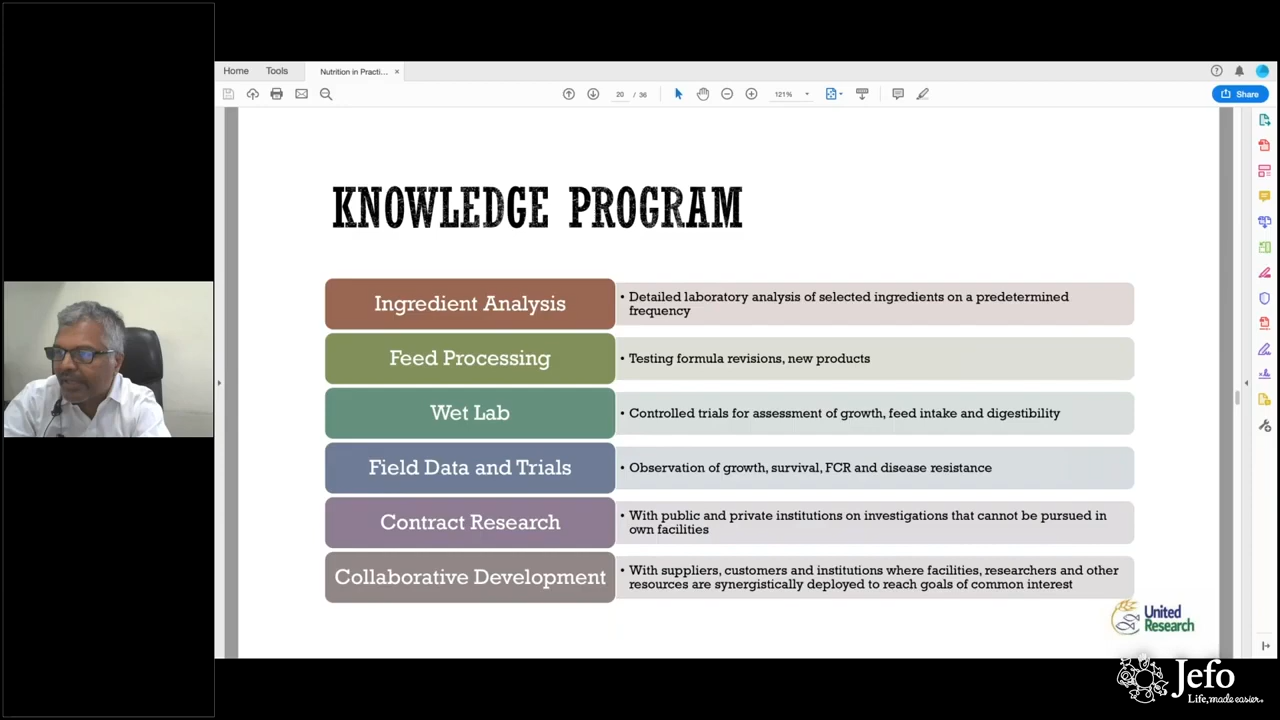 Home
Tools
Nutrition in Practi...
×
20 / 36
121%
Share
KNOWLEDGE PROGRAM
Ingredient Analysis
• Detailed laboratory analysis of selected ingredients on a predetermined
frequency
Feed Processing
• Testing formula revisions, new products
Wet Lab
• Controlled trials for assessment of growth, feed intake and digestibility
Field Data and Trials
• Observation of growth, survival, FCR and disease resistance
Contract Research
• With public and private institutions on investigations that cannot be pursued in
own facilities
Collaborative Development
• With suppliers, customers and institutions where facilities, researchers and other
resources are synergistically deployed to reach goals of common interest
United
Research
Jefo
Life, made easier.